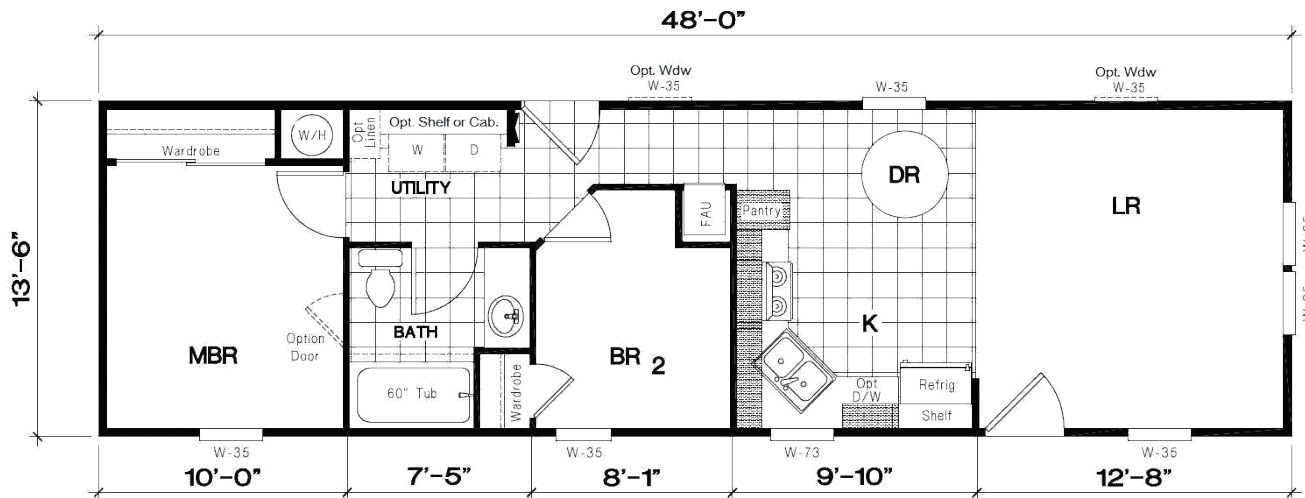 48'-0"
Opt. Wdw
W-35
W-35
Opt. Wdw
W-35
13'-6"
Wardrobe
W/H
Opt
Linen
Opt. Shelf or Cab.
W
D
UTILITY
FAU
Pantry
DR
LR
MBR
Option
Door
BATH
60" Tub
Wardrobe
BR 2
K
Opt
D/W
Refrig
Shelf
W-35
W-35
W-73
W-35
10'-0"
7'-5"
8'-1"
9'-10"
12'-8"